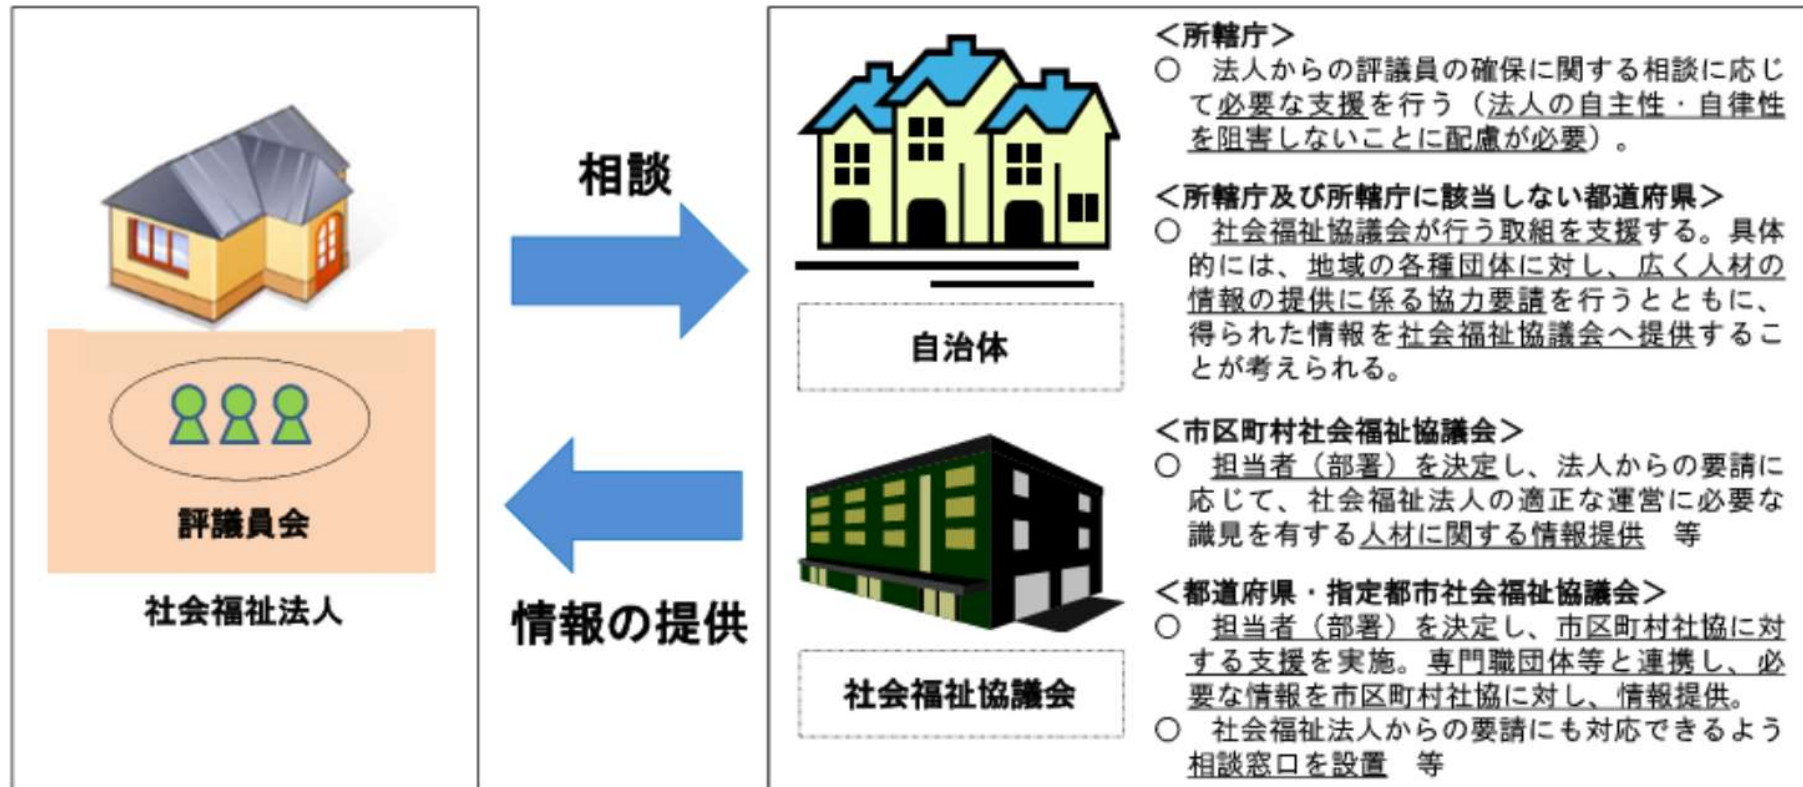 評議員会
社会福祉法人
相談
情報の提供
自治体
社会福祉協議会
＜所轄庁＞
○　法人からの評議員の確保に関する相談に応じ
て必要な支援を行う（法人の自主性・自律性
を阻害しないことに配慮が必要）。
＜所轄庁及び所轄庁に該当しない都道府県＞
○　社会福祉協議会が行う取組を支援する。具体
的には、地域の各種団体に対し、広く人材の
情報の提供に係る協力要請を行うとともに、
得られた情報を社会福祉協議会へ提供するこ
とが考えられる。
＜市区町村社会福祉協議会＞
○　担当者（部署）を決定し、法人からの要請に
応じて、社会福祉法人の適正な運営に必要な
識見を有する人材に関する情報提供　等
＜都道府県・指定都市社会福祉協議会＞
○　担当者（部署）を決定し、市区町村社協に対
する支援を実施。専門職団体等と連携し、必
要な情報を市区町村社協に対し、情報提供。
○　社会福祉法人からの要請にも対応できるよう
相談窓口を設置　等